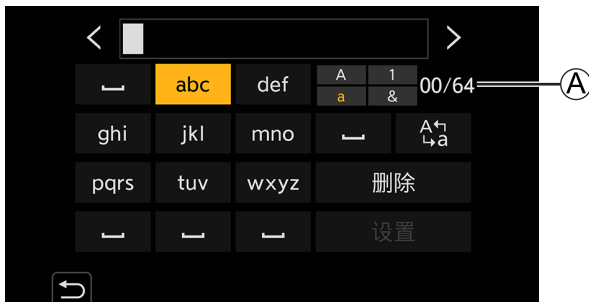 < >
abc def A 1 a & 00/64 Ⓐ
ghi jkl mno A a
pqrs tuv wxyz 删除
设置